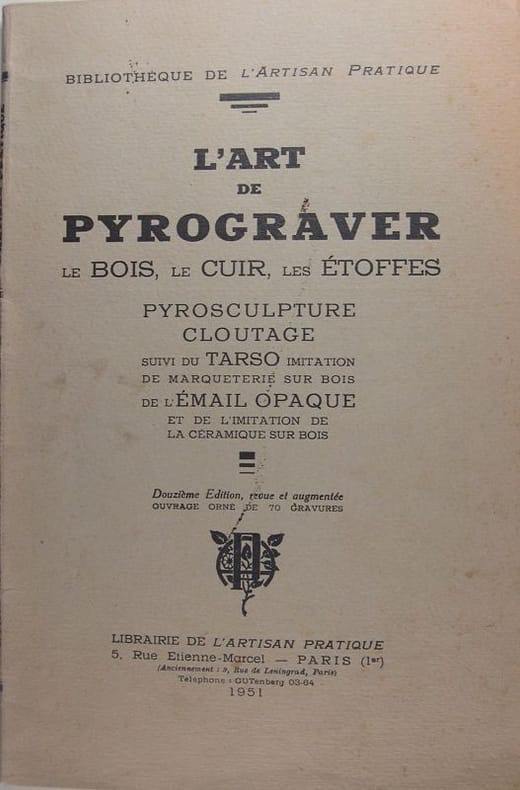 BIBLIOTHÈQUE DE L'ARTISAN PRATIQUE
L'ART
DE
PYROGRAVER
LE BOIS, LE CUIR, LES ÉTOFFES
PYROSCULPTURE
CLOUTAGE
SUIVI DU TARSO IMITATION
DE MARQUETERIE SUR BOIS
DE L'ÉMAIL OPAQUE
ET DE L'IMITATION DE
LA CÉRAMIQUE SUR BOIS
Douzième Edition, revue et augmentée
OUVRAGE ORNÉ DE 70 GRAVURES
LIBRAIRIE DE L'ARTISAN PRATIQUE
5, Rue Etienne-Marcel — PARIS (1er)
(Anciennement : 9, Rue de Leningrad, Paris)
Téléphone : GUTenberg 03-64
1951